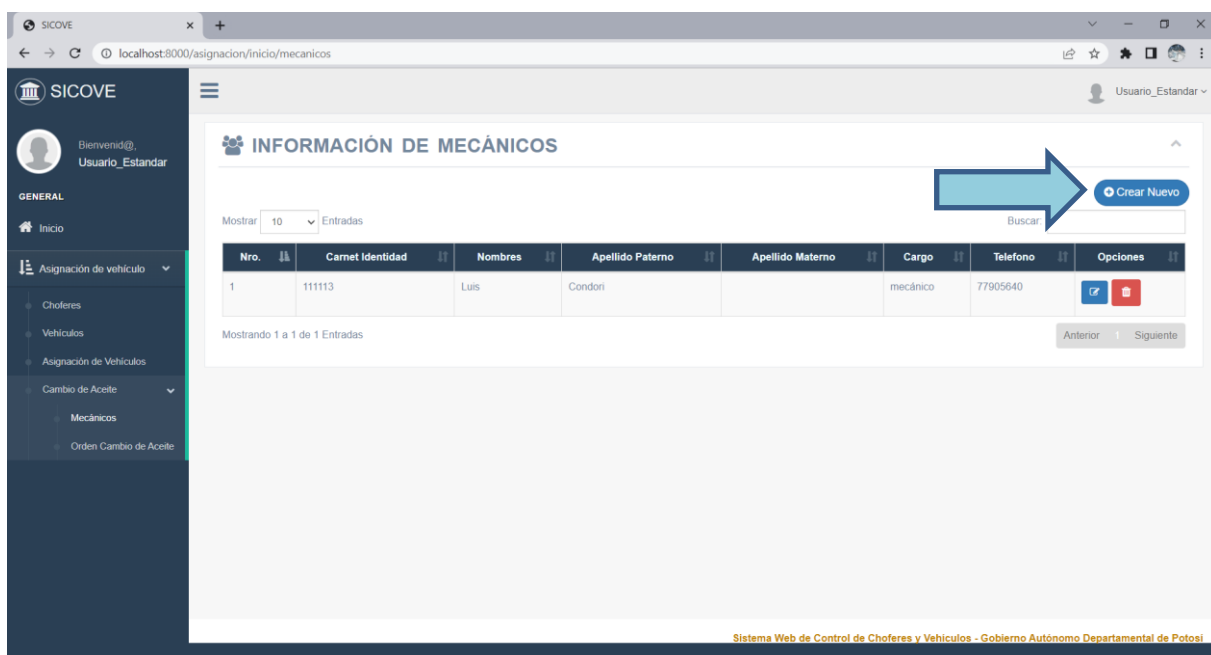 SICOVE
localhost:8000/asignacion/inicio/mecanicos
SICOVE
Usuario_Estandar
Bienvenid@,
Usuario_Estandar
GENERAL
Inicio
Asignación de vehículo
Choferes
Vehículos
Asignación de Vehiculos
Cambio de Aceite
Mecánicos
Orden Cambio de Aceite
INFORMACIÓN DE MECÁNICOS
Crear Nuevo
Mostrar 10 Entradas
Buscar:
Nro. Carnet Identidad Nombres Apellido Paterno Apellido Materno Cargo Telefono Opciones
1 111113 Luis Condori mecánico 77905640
Mostrando 1 a 1 de 1 Entradas
Anterior 1 Siguiente
Sistema Web de Control de Choferes y Vehiculos - Gobierno Autónomo Departamental de Potosi